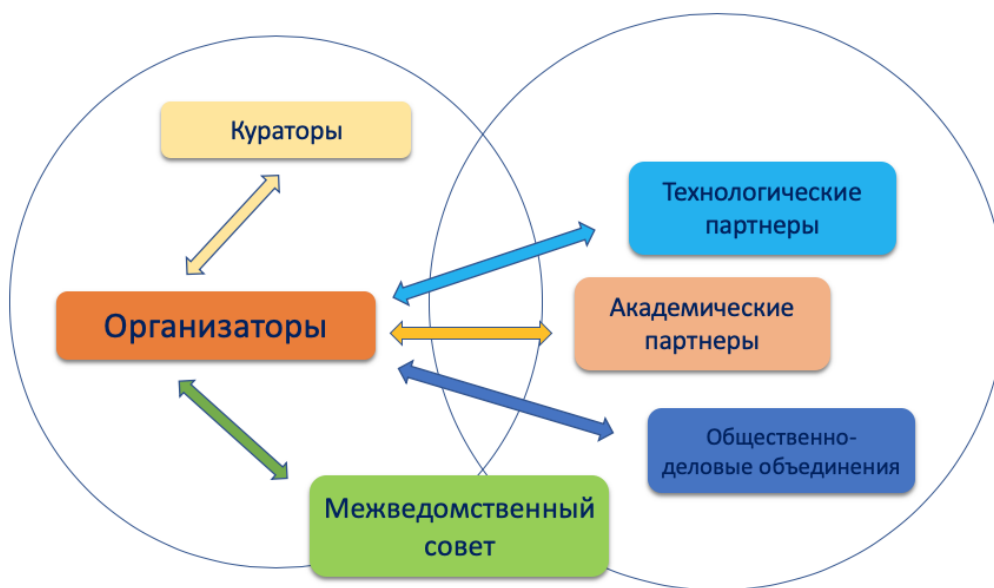 Кураторы
Технологические
партнеры
Организаторы
Академические
партнеры
Общественно-
деловые объединения
Межведомственный
совет